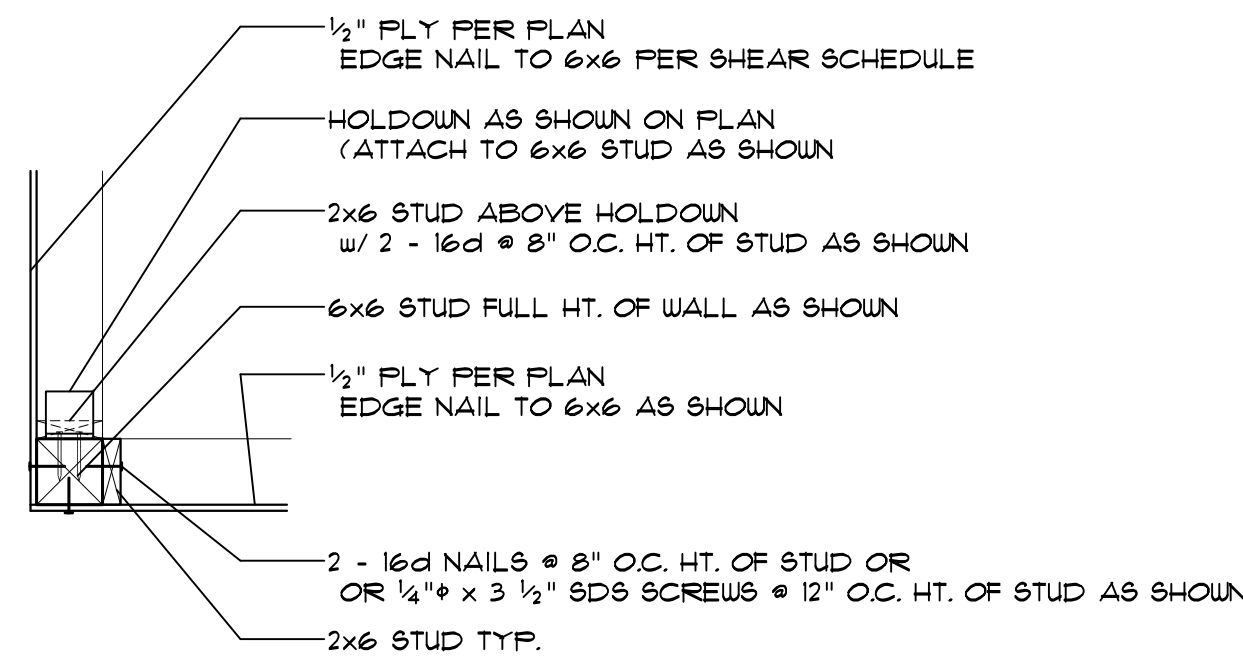 ½" PLY PER PLAN
EDGE NAIL TO 6x6 PER SHEAR SCHEDULE
HOLDOWN AS SHOWN ON PLAN
(ATTACH TO 6x6 STUD AS SHOWN
2x6 STUD ABOVE HOLDOWN
w/ 2 - 16d @ 8" O.C. HT. OF STUD AS SHOWN
6x6 STUD FULL HT. OF WALL AS SHOWN
½" PLY PER PLAN
EDGE NAIL TO 6x6 AS SHOWN
2 - 16d NAILS @ 8" O.C. HT. OF STUD OR
OR ¼"ɸ x 3 ½" SDS SCREWS @ 12" O.C. HT. OF STUD AS SHOWN
2x6 STUD TYP.